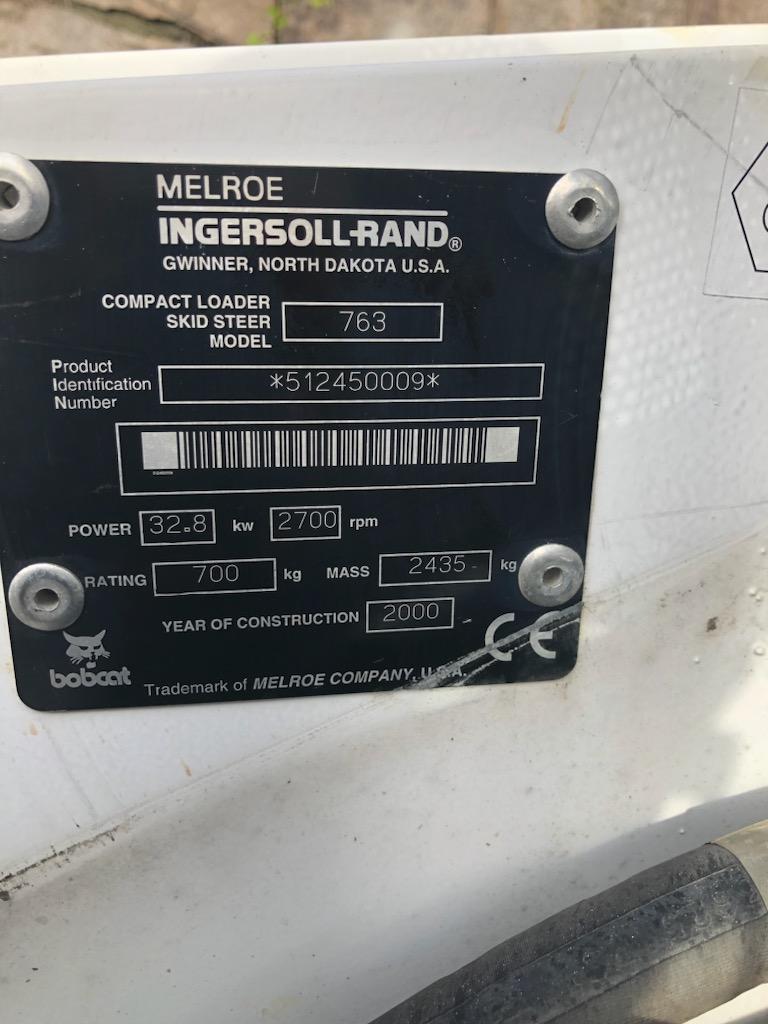 MELROE
INGERSOLL-RAND®
GWINNER, NORTH DAKOTA U.S.A.
COMPACT LOADER
SKID STEER
MODEL
763
Product
Identification
Number
*512450009*
POWER 32.8 kw 2700 rpm
RATING 700 kg MASS 2435 kg
YEAR OF CONSTRUCTION 2000
CE
bobcat
Trademark of MELROE COMPANY, U.S.A.